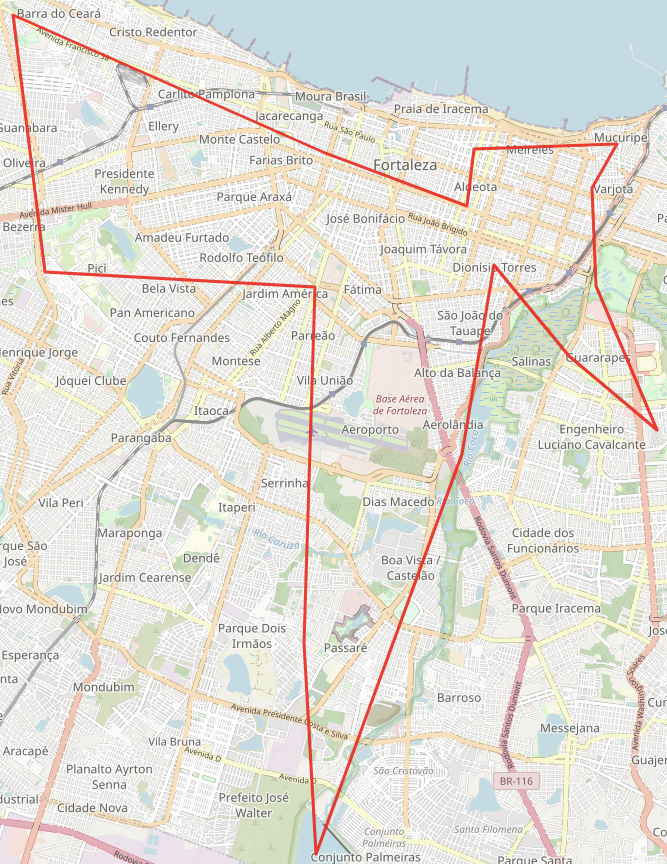 Barra do Ceará
Cristo Redentor
Avenida Francisco Sá
Carlito Pamplona
Moura Brasil
Praia de Iracema
Jacarecanga
Guanabara
Ellery
Rua São Paulo
Mucuripe
Monte Castelo
Meireles
Farias Brito
Fortaleza
Oliveira
Presidente
Kennedy
Aldeota
Varjota
Parque Araxá
Avenida Mister Hull
José Bonifácio
Rua João Brígido
Bezerra
Amadeu Furtado
Joaquim Távora
Rodolfo Teófilo
Pici
Dionísio Torres
Bela Vista
Jardim América
Fátima
es
Pan Americano
São João do
Tauape
Rua Alberto Magno
Couto Fernandes
Parreão
Henrique Jorge
Montese
Salinas
Guararapes
Rua Vitória
Jóquei Clube
Vila União
Alto da Balança
Base Aérea
de Fortaleza
Itaoca
Aeroporto
Aerolândia
Engenheiro
Luciano Cavalcante
Parangaba
Rio Cocó
Serrinha
Vila Peri
Itaperi
Dias Macedo
Rio Cocó
Maraponga
Rio Cazuza
Rodovia Santos Dumont
Cidade dos
Funcionários
rque São
José
Dendê
Boa Vista /
Castelão
Jardim Cearense
Novo Mondubim
Parque Iracema
Parque Dois
Irmãos
José
Passaré
Esperança
nta
Mondubim
Barroso
Soares
Avenida Washington
Rodovia Santos Dumont
Avenida Presidente Costa e Silva
Messejana
Aracapé
Vila Bruna
Avenida D
Guajer
Planalto Ayrton
Senna
São Cristóvão
Avenida D
BR-116
dustrial
Cidade Nova
Prefeito José
Walter
Conjunto
Palmeiras
Santa Filomena
Co
Conjunto Palmeiras
Parque Santa
Rodovia